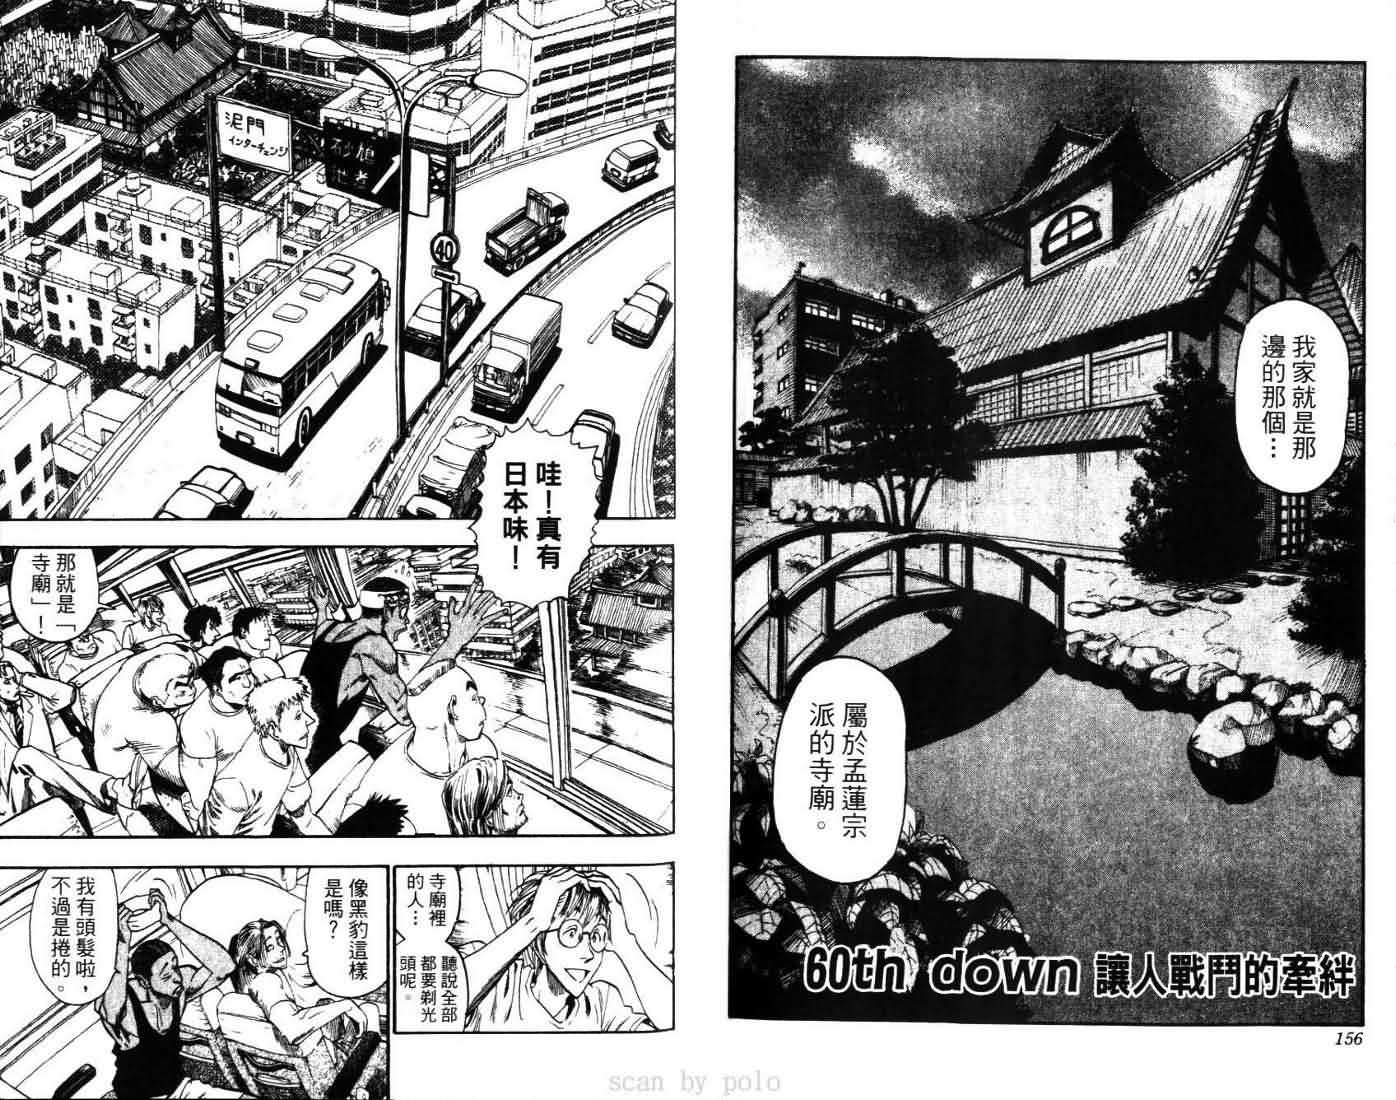 我家就是那
邊的那個…
屬於孟蓮宗
派的寺廟。
60th down 讓人戰鬥的牽絆
156
泥門
インターチェンジ
40
哇！真有
日本味！
那就是「
寺廟」！
寺廟裡
的人…
聽說全部
都要剃光
頭呢。
像黑豹這樣
是嗎？
我有頭髮啦，
不過是捲的。
scan by polo